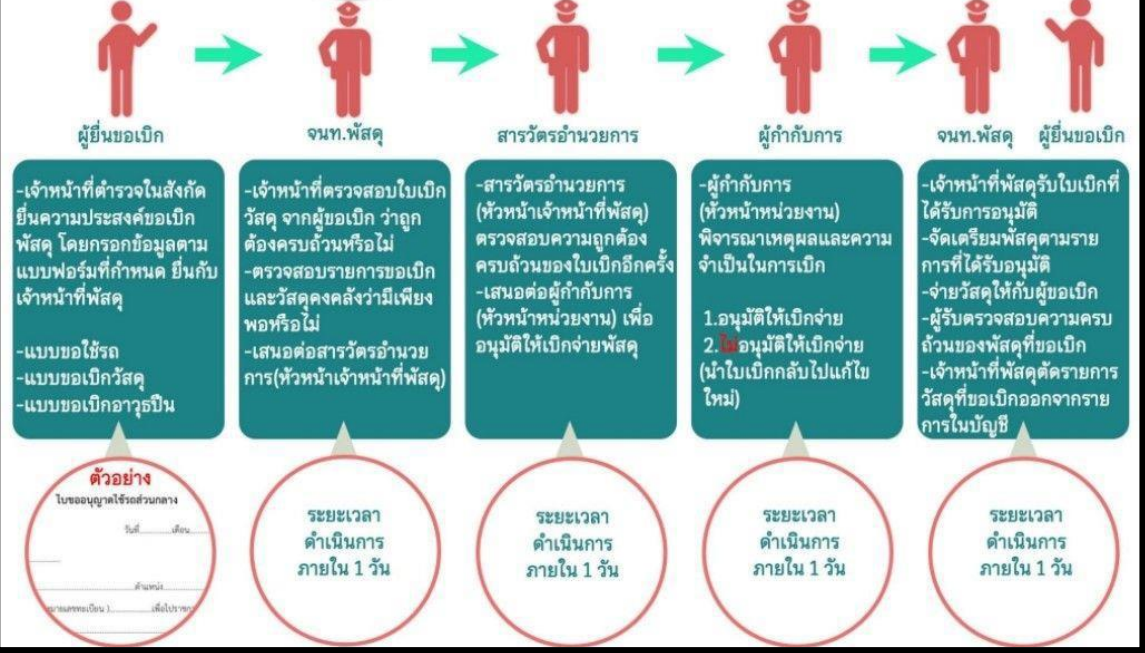 ผู้ยื่นขอเบิก
จนท.พัสดุ
สารวัตรอำนวยการ
ผู้กำกับการ
จนท.พัสดุ
ผู้ยื่นขอเบิก
-เจ้าหน้าที่ตำรวจในสังกัด
ยื่นความประสงค์ขอเบิก
พัสดุ โดยกรอกข้อมูลตาม
แบบฟอร์มที่กำหนด ยื่นกับ
เจ้าหน้าที่พัสดุ
-แบบขอใช้รถ
-แบบขอเบิกวัสดุ
-แบบขอเบิกอาวุธปืน
-เจ้าหน้าที่ตรวจสอบใบเบิก
วัสดุ จากผู้ขอเบิก ว่าถูก
ต้องครบถ้วนหรือไม่
-ตรวจสอบรายการขอเบิก
และวัสดุคงคลังว่ามีเพียง
พอหรือไม่
-เสนอต่อสารวัตรอำนวย
การ(หัวหน้าเจ้าหน้าที่พัสดุ)
-สารวัตรอำนวยการ
(หัวหน้าเจ้าหน้าที่พัสดุ)
ตรวจสอบความถูกต้อง
ครบถ้วนของใบเบิกอีกครั้ง
-เสนอต่อผู้กำกับการ
(หัวหน้าหน่วยงาน) เพื่อ
อนุมัติให้เบิกจ่ายพัสดุ
-ผู้กำกับการ
(หัวหน้าหน่วยงาน)
พิจารณาเหตุผลและความ
จำเป็นในการเบิก
1.อนุมัติให้เบิกจ่าย
2.ไม่อนุมัติให้เบิกจ่าย
(นำใบเบิกกลับไปแก้ไข
ใหม่)
-เจ้าหน้าที่พัสดุรับใบเบิกที่
ได้รับการอนุมัติ
-จัดเตรียมพัสดุตามราย
การที่ได้รับอนุมัติ
-จ่ายวัสดุให้กับผู้ขอเบิก
-ผู้รับตรวจสอบความครบ
ถ้วนของพัสดุที่ขอเบิก
-เจ้าหน้าที่พัสดุตัดรายการ
วัสดุที่ขอเบิกออกจากราย
การในบัญชี
ตัวอย่าง
ใบขออนุญาตใช้รถส่วนกลาง
วันที่..............เดือน.......
ตำแหน่ง..............
หมายเลขทะเบียน )....................เพื่อไปราชกา
ระยะเวลา
ดำเนินการ
ภายใน 1 วัน
ระยะเวลา
ดำเนินการ
ภายใน 1 วัน
ระยะเวลา
ดำเนินการ
ภายใน 1 วัน
ระยะเวลา
ดำเนินการ
ภายใน 1 วัน